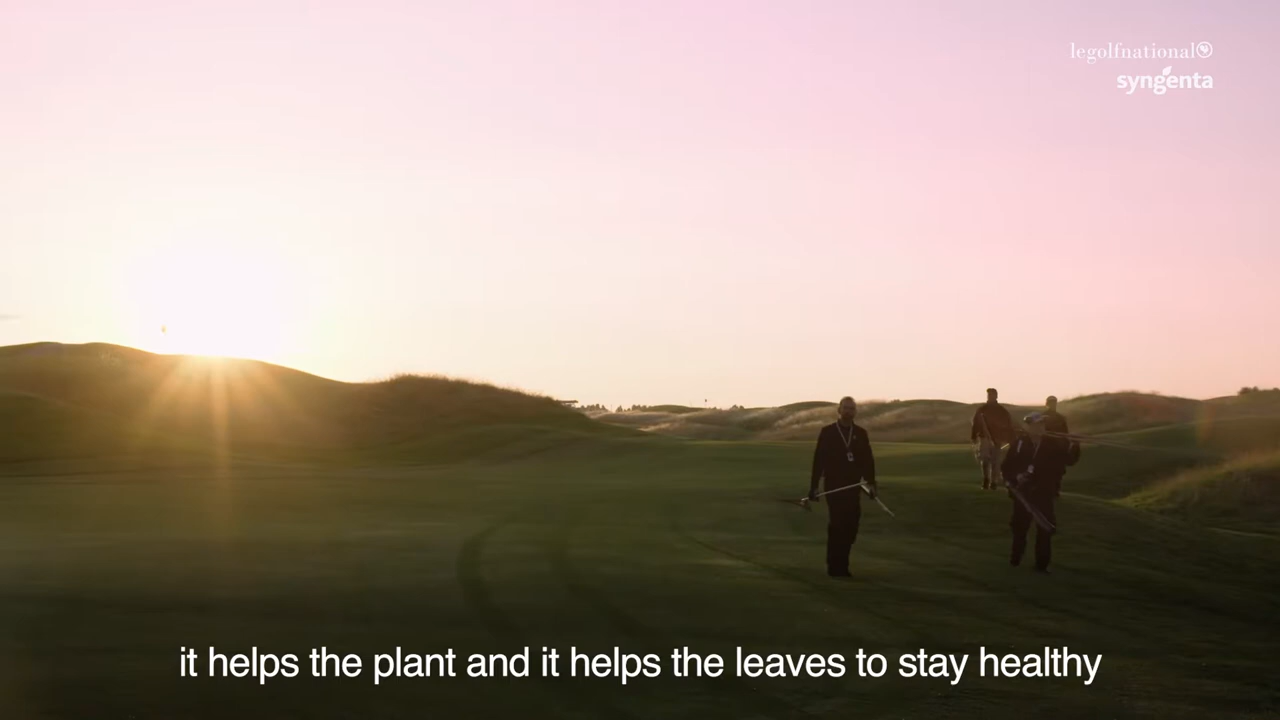 legolfnational
syngenta
it helps the plant and it helps the leaves to stay healthy